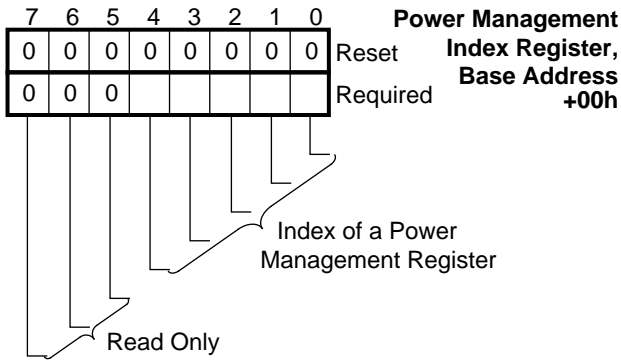 7 6 5 4 3 2 1 0
Power Management
Index Register,
Base Address
+00h
0 0 0 0 0 0 0 0 Reset
0 0 0 Required
Index of a Power
Management Register
Read Only